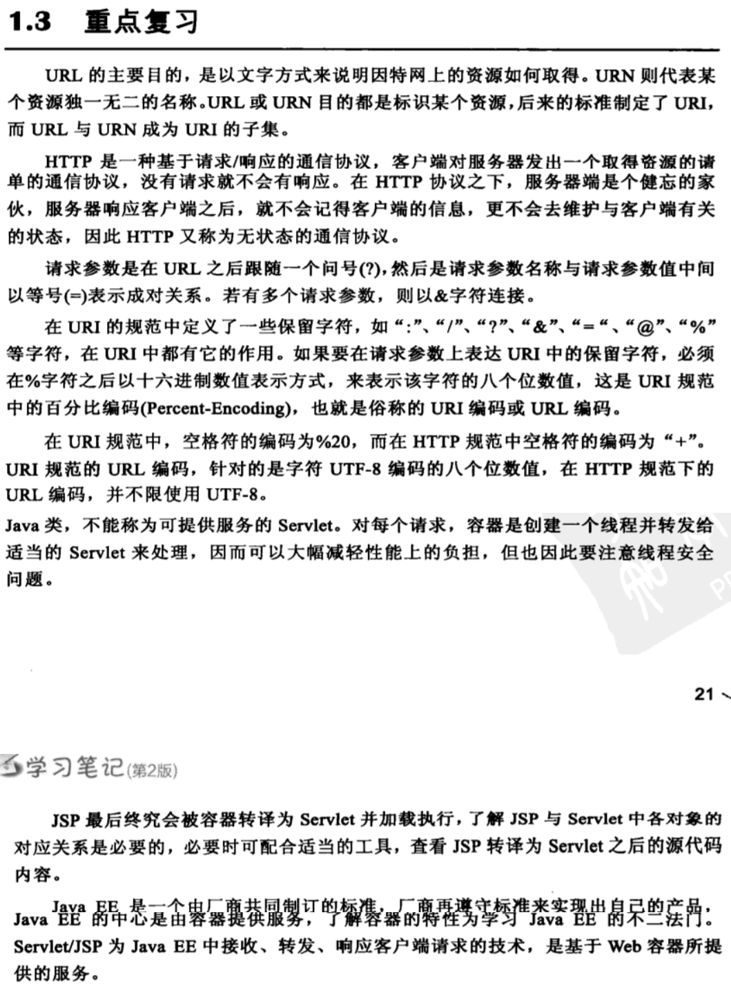 1.3 重点复习
URL 的主要目的，是以文字方式来说明因特网上的资源如何取得。URN 则代表某
个资源独一无二的名称。URL 或 URN 目的都是标识某个资源，后来的标准制定了 URI，
而 URL 与 URN 成为 URI 的子集。
HTTP 是一种基于请求/响应的通信协议，客户端对服务器发出一个取得资源的请
单的通信协议，没有请求就不会有响应。在 HTTP 协议之下，服务器端是个健忘的家
伙，服务器响应客户端之后，就不会记得客户端的信息，更不会去维护与客户端有关
的状态，因此 HTTP 又称为无状态的通信协议。
请求参数是在 URL 之后跟随一个问号(?)，然后是请求参数名称与请求参数值中间
以等号(=)表示成对关系。若有多个请求参数，则以&字符连接。
在 URI 的规范中定义了一些保留字符，如“:”、“/”、“?”、“&”、“=“、“@”、“%”
等字符，在 URI 中都有它的作用。如果要在请求参数上表达 URI 中的保留字符，必须
在%字符之后以十六进制数值表示方式，来表示该字符的八个位数值，这是 URI 规范
中的百分比编码(Percent-Encoding)，也就是俗称的 URI 编码或 URL 编码。
在 URI 规范中，空格符的编码为%20，而在 HTTP 规范中空格符的编码为“+”。
URI 规范的 URL 编码，针对的是字符 UTF-8 编码的八个位数值，在 HTTP 规范下的
URL 编码，并不限使用 UTF-8。
Java 类，不能称为可提供服务的 Servlet。对每个请求，容器是创建一个线程并转发给
适当的 Servlet 来处理，因而可以大幅减轻性能上的负担，但也因此要注意线程安全
问题。
21
学习笔记(第2版)
JSP 最后终究会被容器转译为 Servlet 并加载执行，了解 JSP 与 Servlet 中各对象的
对应关系是必要的，必要时可配合适当的工具，查看 JSP 转译为 Servlet 之后的源代码
内容。
Java EE 是一个由厂商共同制订的标准，厂商再遵守标准来实现出自己的产品，
Java EE 的中心是由容器提供服务，了解容器的特性为学习 Java EE 的不二法门。
Servlet/JSP 为 Java EE 中接收、转发、响应客户端请求的技术，是基于 Web 容器所提
供的服务。